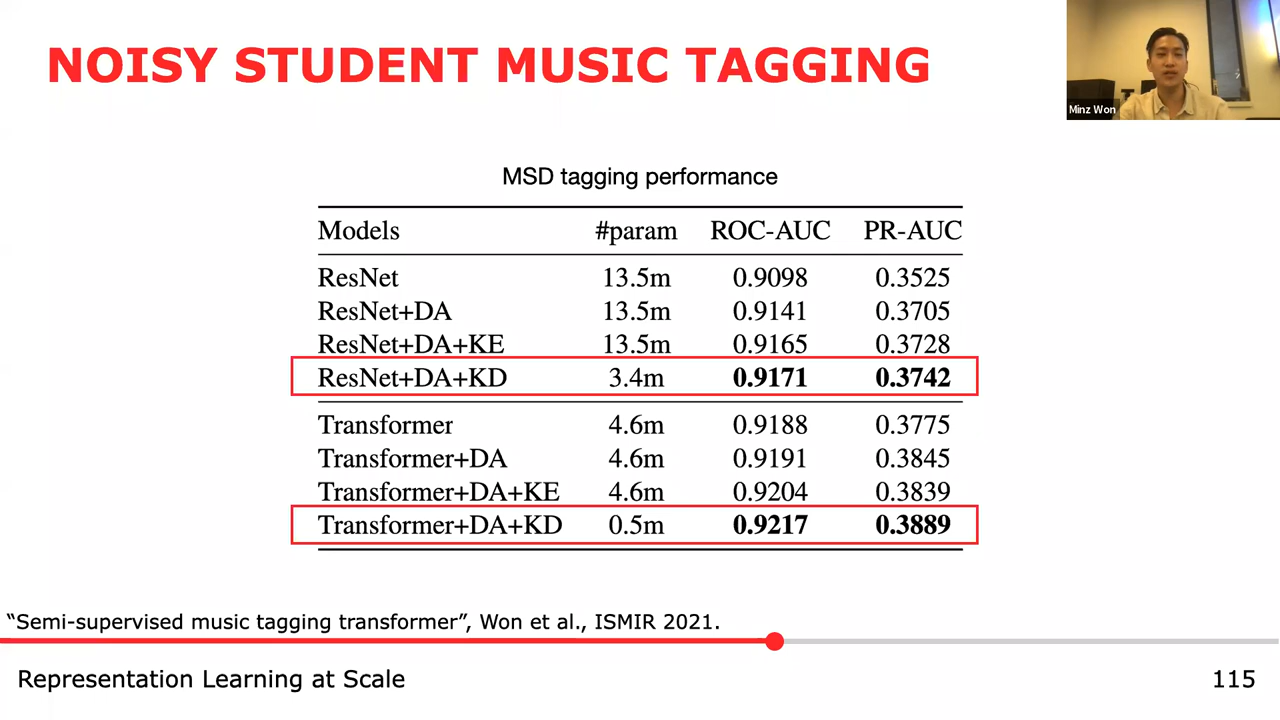 NOISY STUDENT MUSIC TAGGING
Minz Won
MSD tagging performance
Models #param ROC-AUC PR-AUC
ResNet 13.5m 0.9098 0.3525
ResNet+DA 13.5m 0.9141 0.3705
ResNet+DA+KE 13.5m 0.9165 0.3728
ResNet+DA+KD 3.4m 0.9171 0.3742
Transformer 4.6m 0.9188 0.3775
Transformer+DA 4.6m 0.9191 0.3845
Transformer+DA+KE 4.6m 0.9204 0.3839
Transformer+DA+KD 0.5m 0.9217 0.3889
“Semi-supervised music tagging transformer”, Won et al., ISMIR 2021.
Representation Learning at Scale 115